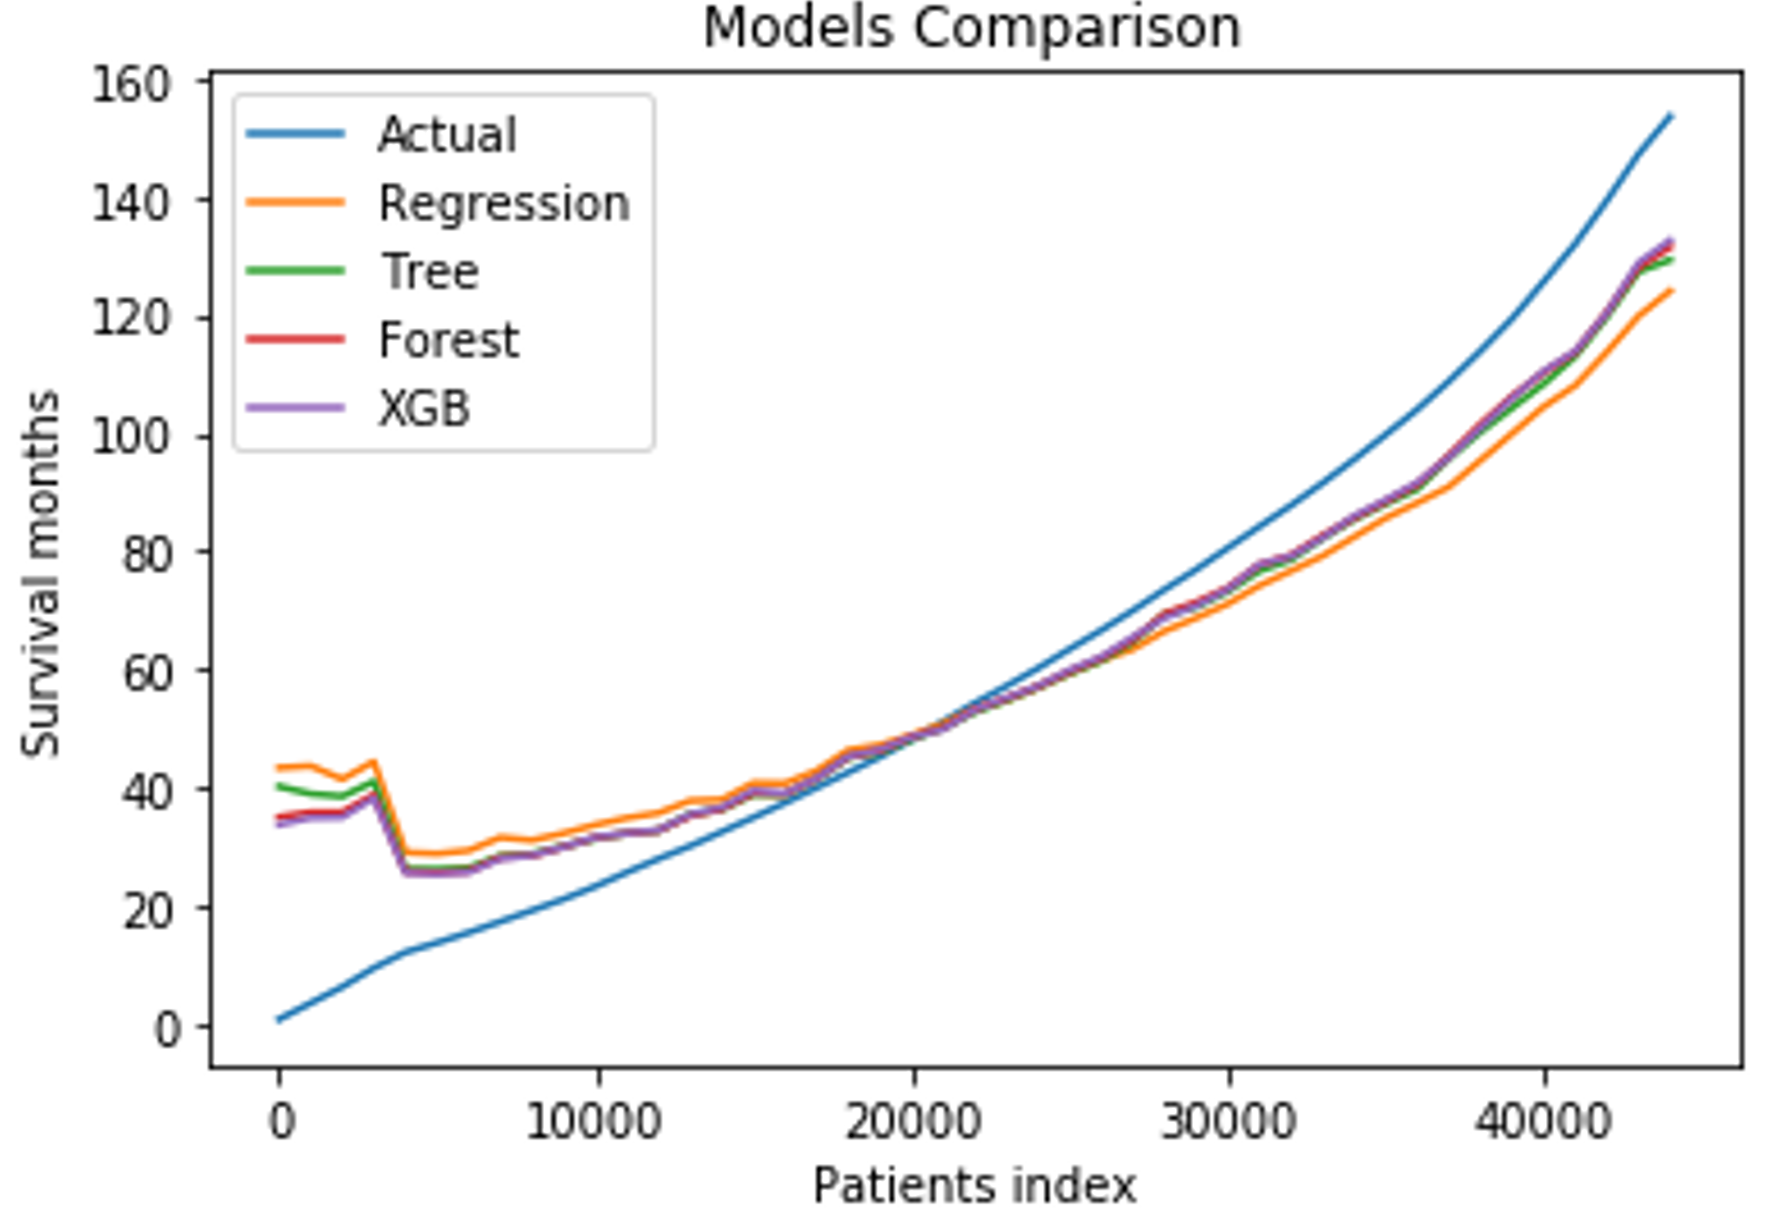 Models Comparison
160
140
120
100
80
60
40
20
0
Survival months
Actual
Regression
Tree
Forest
XGB
0 10000 20000 30000 40000
Patients index